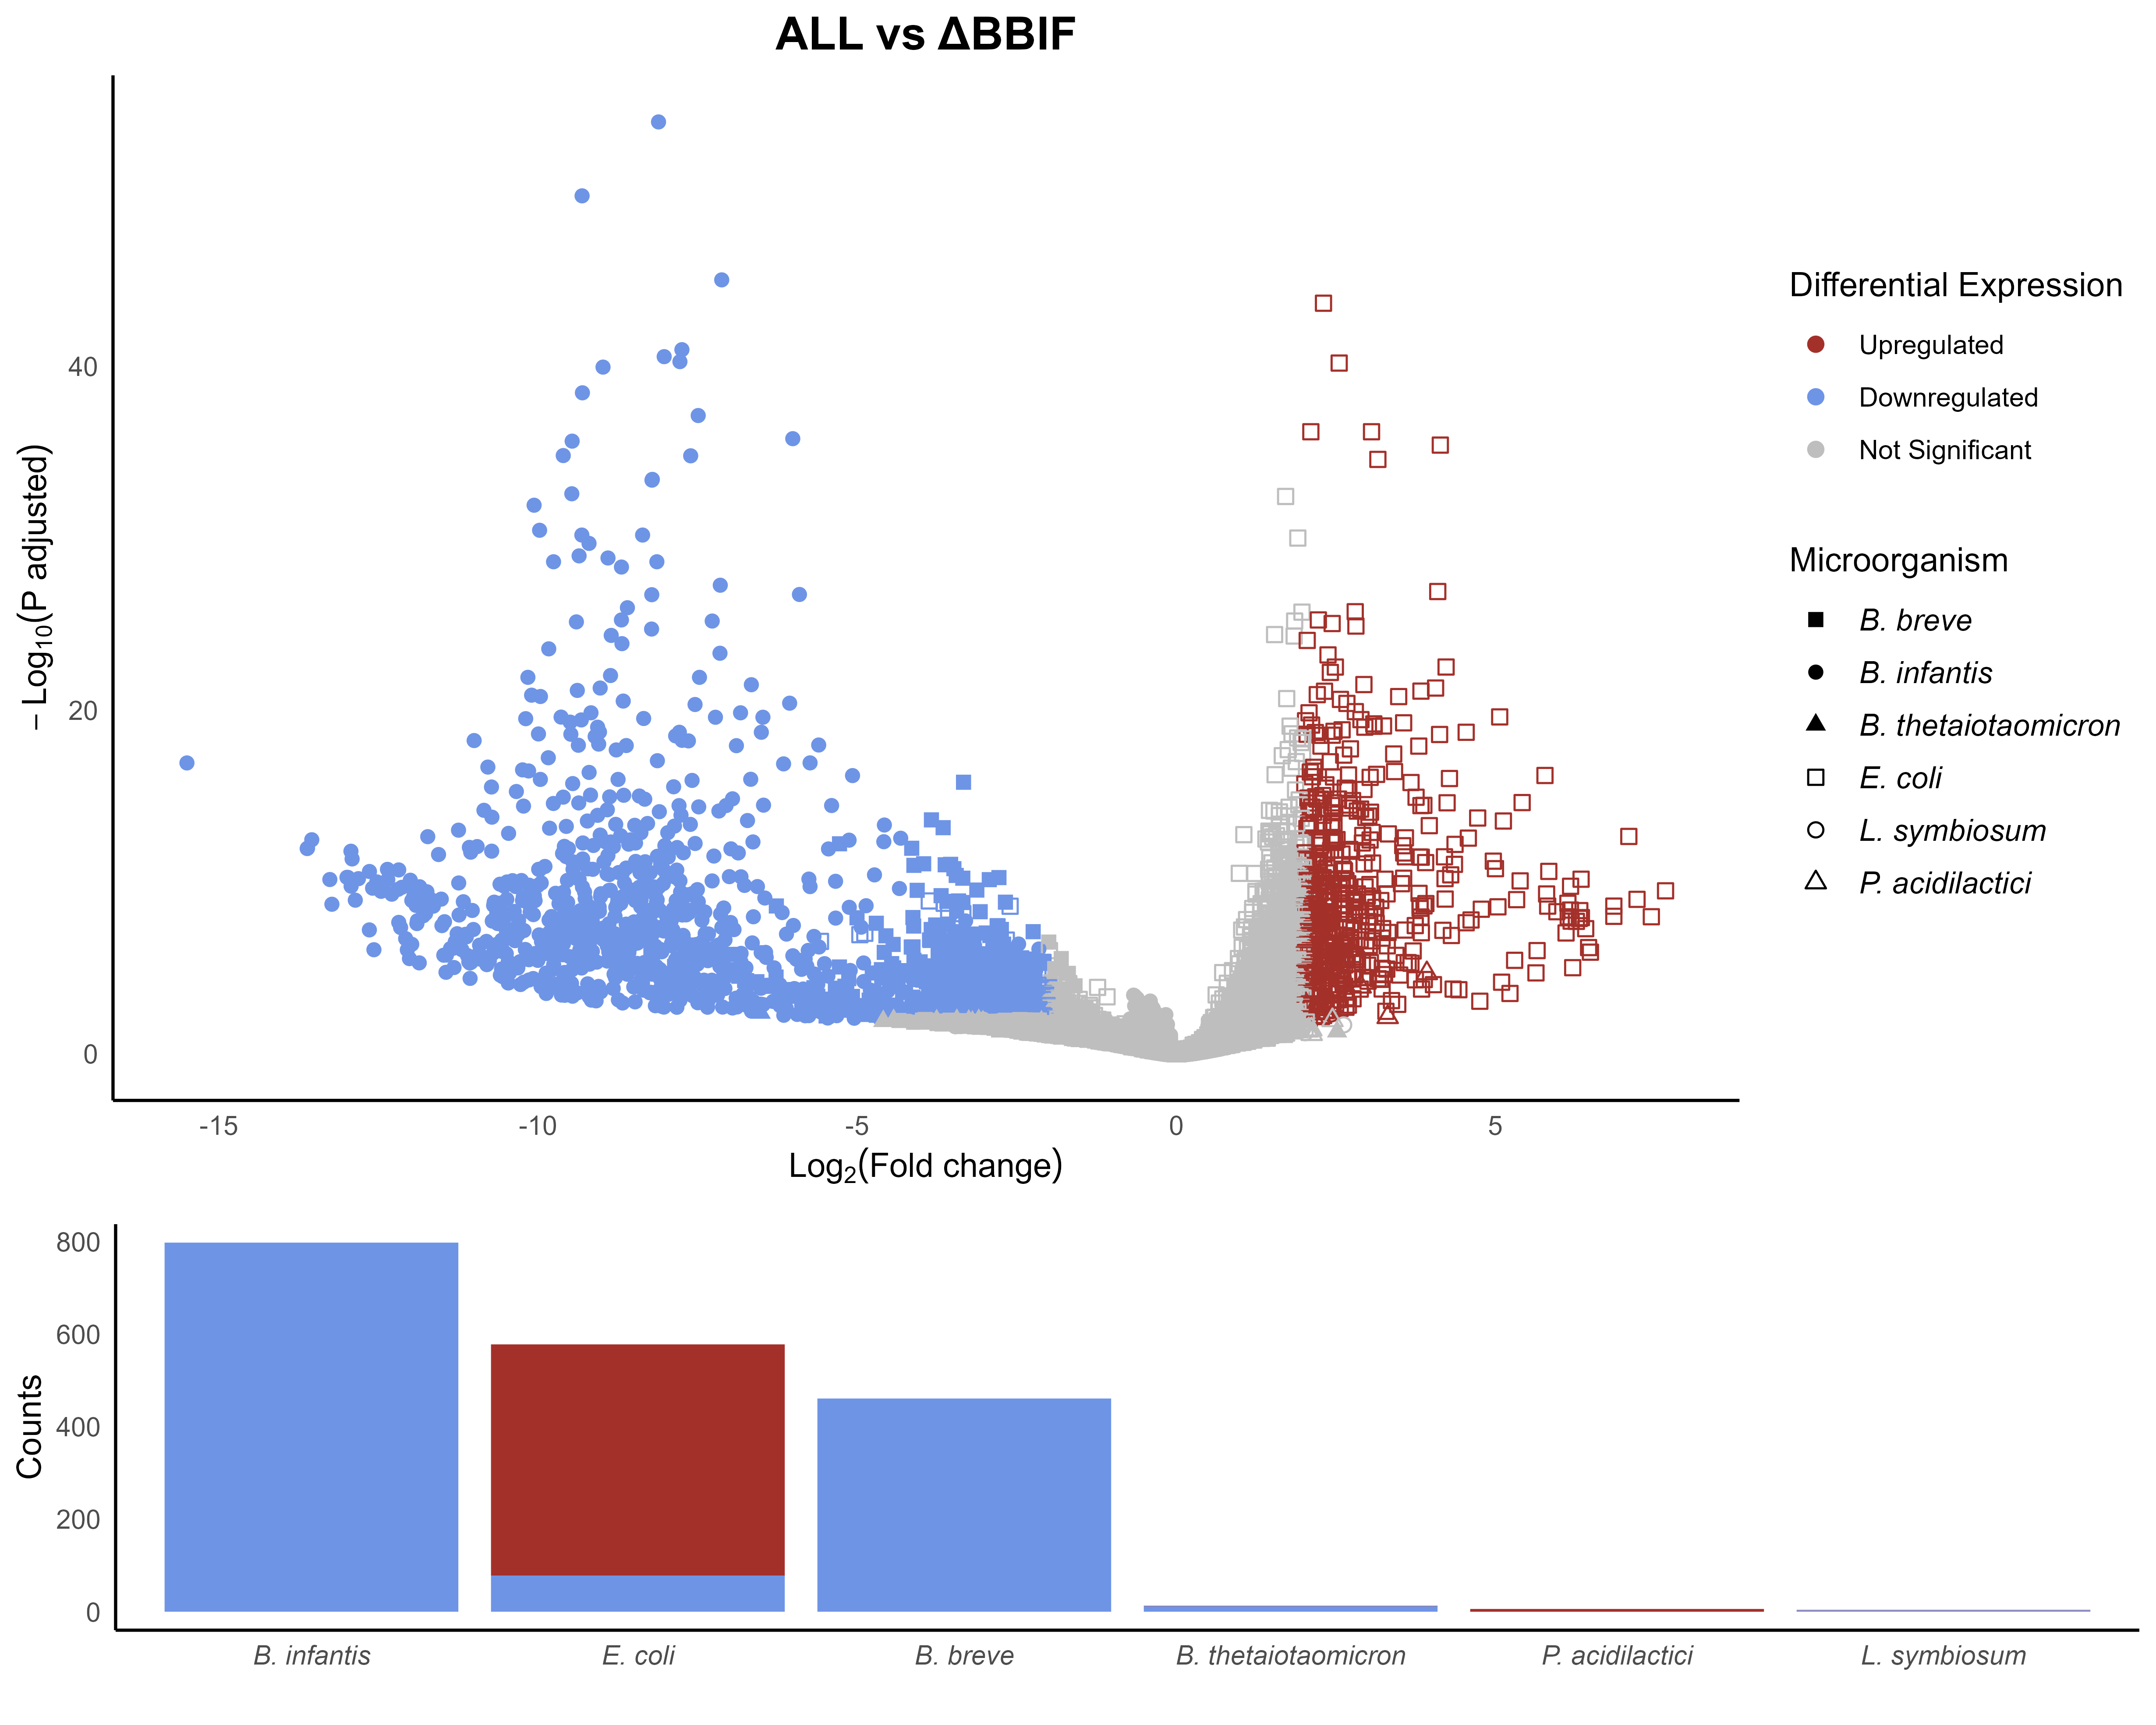 ALL vs ΔBBIF
– Log10(P adjusted)
40
20
0
-15
-10
-5
0
5
Log2(Fold change)
Differential Expression
Upregulated
Downregulated
Not Significant
Microorganism
B. breve
B. infantis
B. thetaiotaomicron
E. coli
L. symbiosum
P. acidilactici
Counts
800
600
400
200
0
B. infantis
E. coli
B. breve
B. thetaiotaomicron
P. acidilactici
L. symbiosum